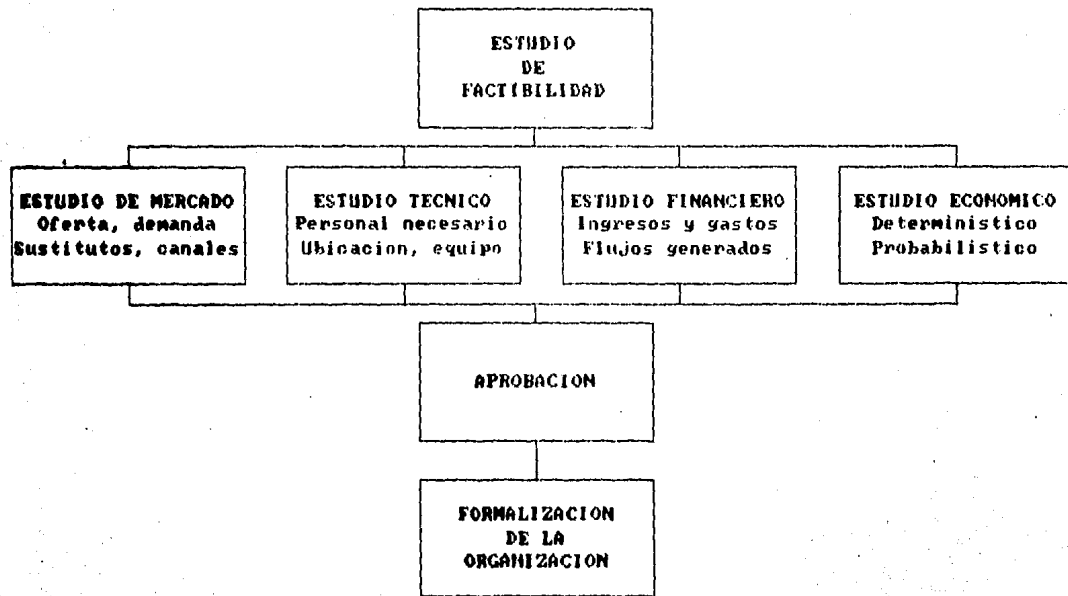 ESTUDIO
DE
FACTIBILIDAD
ESTUDIO DE MERCADO
Oferta, demanda
Sustitutos, canales
ESTUDIO TECNICO
Personal necesario
Ubicacion, equipo
ESTUDIO FINANCIERO
Ingresos y gastos
Flujos generados
ESTUDIO ECONOMICO
Deterministico
Probabilistico
APROBACION
FORMALIZACION
DE LA
ORGANIZACION